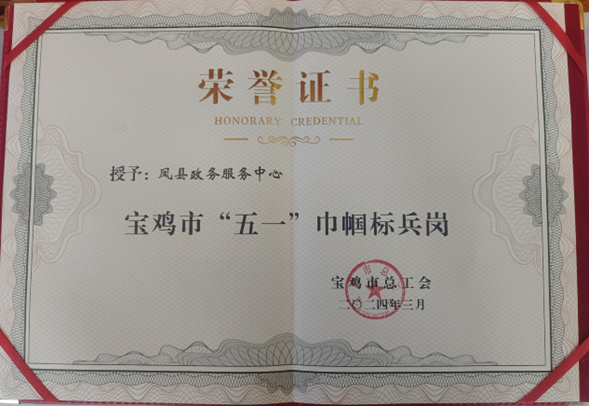 荣誉证书
HONORARY CREDENTIAL
授予：凤县政务服务中心
宝鸡市“五一”巾帼标兵岗
宝鸡市总工会
二〇二四年三月